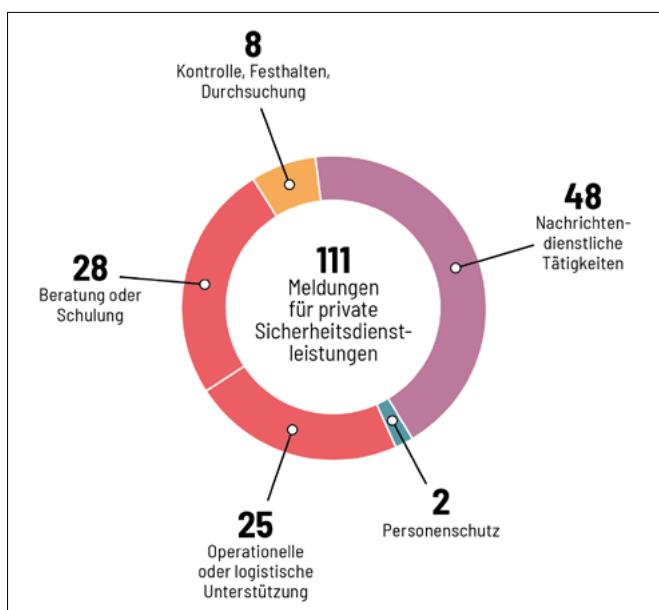 8
Kontrolle, Festhalten,
Durchsuchung
48
Nachrichten-
dienstliche
Tätigkeiten
111
Meldungen
für private
Sicherheitsdienst-
leistungen
28
Beratung oder
Schulung
2
Personenschutz
25
Operationelle
oder logistische
Unterstützung